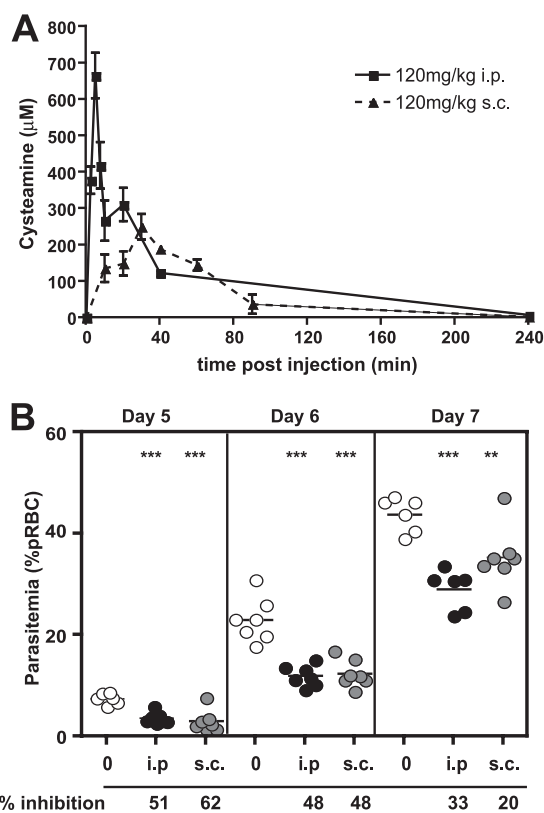 A
800
700
600
500
400
300
200
100
0
Cysteamine (μM)
120mg/kg i.p.
120mg/kg s.c.
0 40 80 120 160 200 240
time post injection (min)
B
Day 5 Day 6 Day 7
*** *** *** *** *** **
60
40
20
0
Parasitemia (%pRBC)
0 i.p s.c. 0 i.p s.c. 0 i.p s.c.
% inhibition 51 62 48 48 33 20